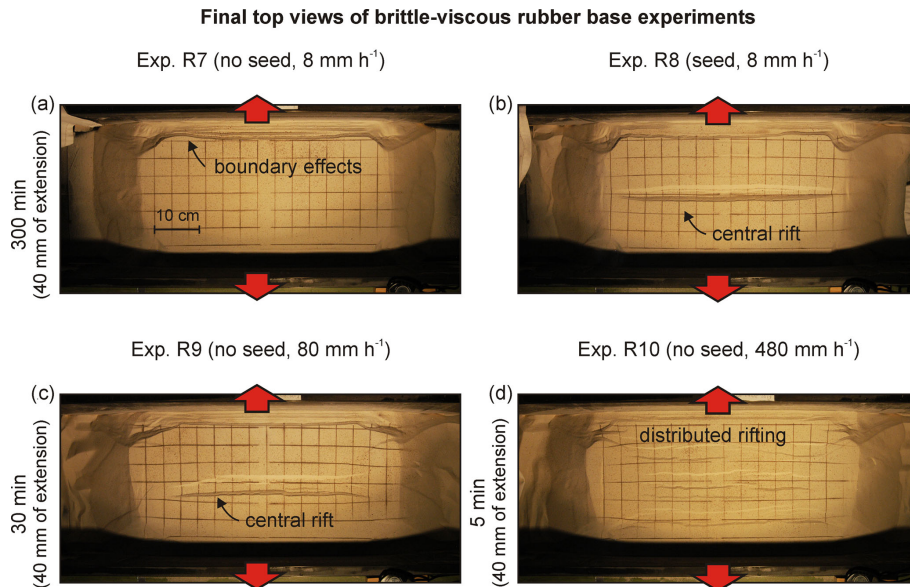 Final top views of brittle-viscous rubber base experiments
Exp. R7 (no seed, 8 mm h⁻¹)
Exp. R8 (seed, 8 mm h⁻¹)
(a)
300 min
(40 mm of extension)
boundary effects
10 cm
(b)
central rift
Exp. R9 (no seed, 80 mm h⁻¹)
Exp. R10 (no seed, 480 mm h⁻¹)
(c)
30 min
(40 mm of extension)
central rift
(d)
5 min
(40 mm of extension)
distributed rifting